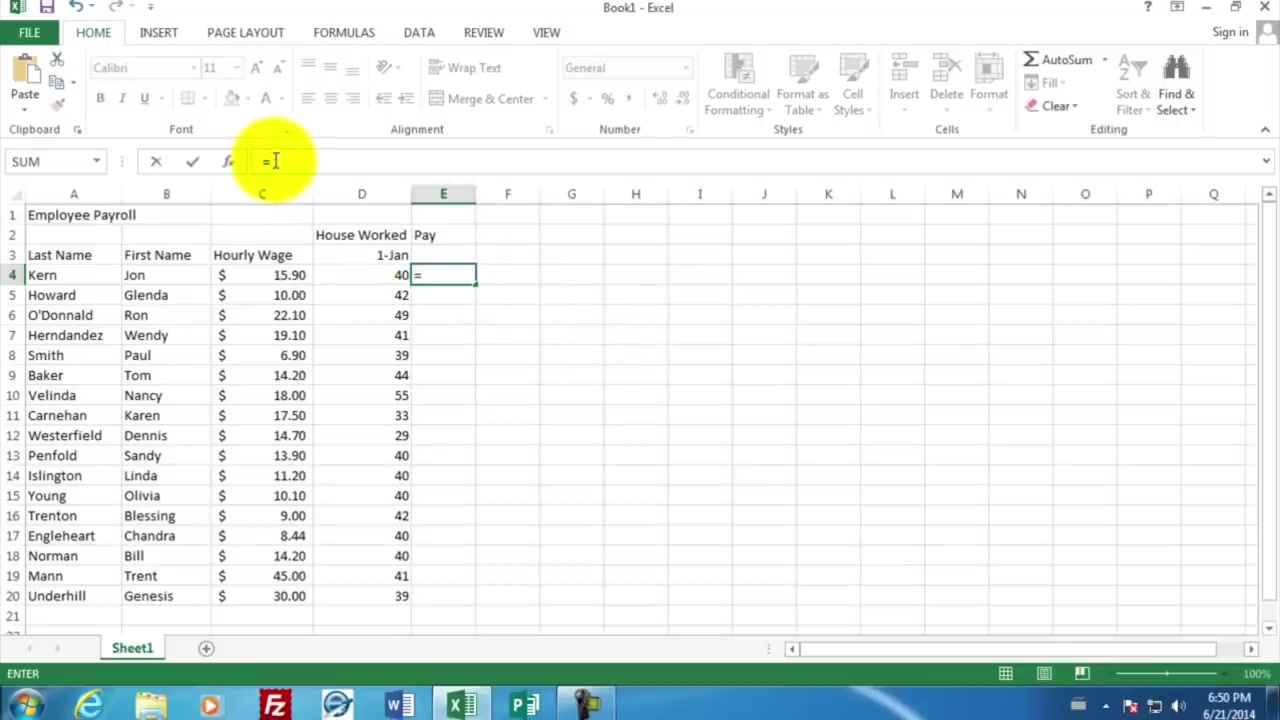 Book1 - Excel
?
FILE HOME INSERT PAGE LAYOUT FORMULAS DATA REVIEW VIEW Sign in
Paste
Calibri 11
B I U A
Wrap Text
Merge & Center
General
$ % ,
Conditional Formatting
Format as Table
Cell Styles
Insert Delete Format
AutoSum
Fill
Clear
Sort & Filter
Find & Select
Clipboard Font Alignment Number Styles Cells Editing
SUM fx =
A B C D E F G H I J K L M N O P Q
1 Employee Payroll
2 House Worked Pay
3 Last Name First Name Hourly Wage 1-Jan
4 Kern Jon $ 15.90 40 =
5 Howard Glenda $ 10.00 42
6 O'Donnald Ron $ 22.10 49
7 Herndandez Wendy $ 19.10 41
8 Smith Paul $ 6.90 39
9 Baker Tom $ 14.20 44
10 Velinda Nancy $ 18.00 55
11 Carnehan Karen $ 17.50 33
12 Westerfield Dennis $ 14.70 29
13 Penfold Sandy $ 13.90 40
14 Islington Linda $ 11.20 40
15 Young Olivia $ 10.10 40
16 Trenton Blessing $ 9.00 42
17 Engleheart Chandra $ 8.44 40
18 Norman Bill $ 14.20 40
19 Mann Trent $ 45.00 41
20 Underhill Genesis $ 30.00 39
21
Sheet1
ENTER 100%
6:50 PM
6/21/2014